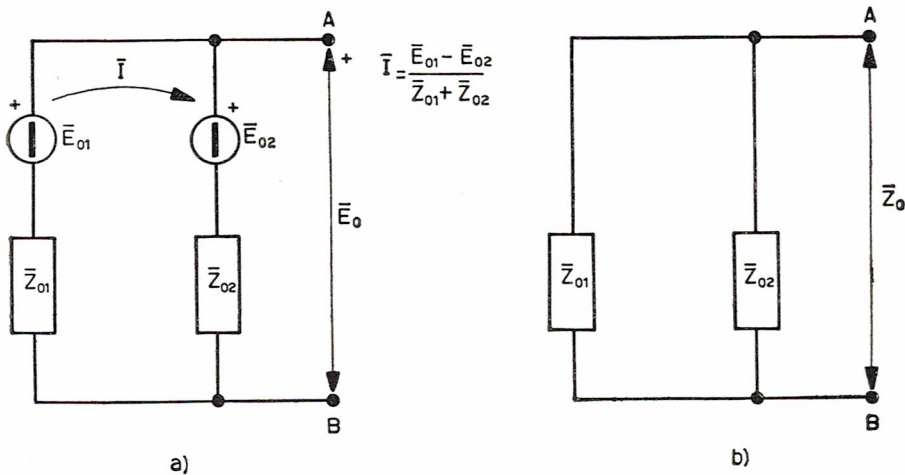 A
+
Ī
Ī = Ē₀₁ - Ē₀₂ / Z̄₀₁ + Z̄₀₂
+
Ē₀₁
+
Ē₀₂
Ē₀
Z̄₀₁
Z̄₀₂
B
a)
A
Z̄₀
Z̄₀₁
Z̄₀₂
B
b)